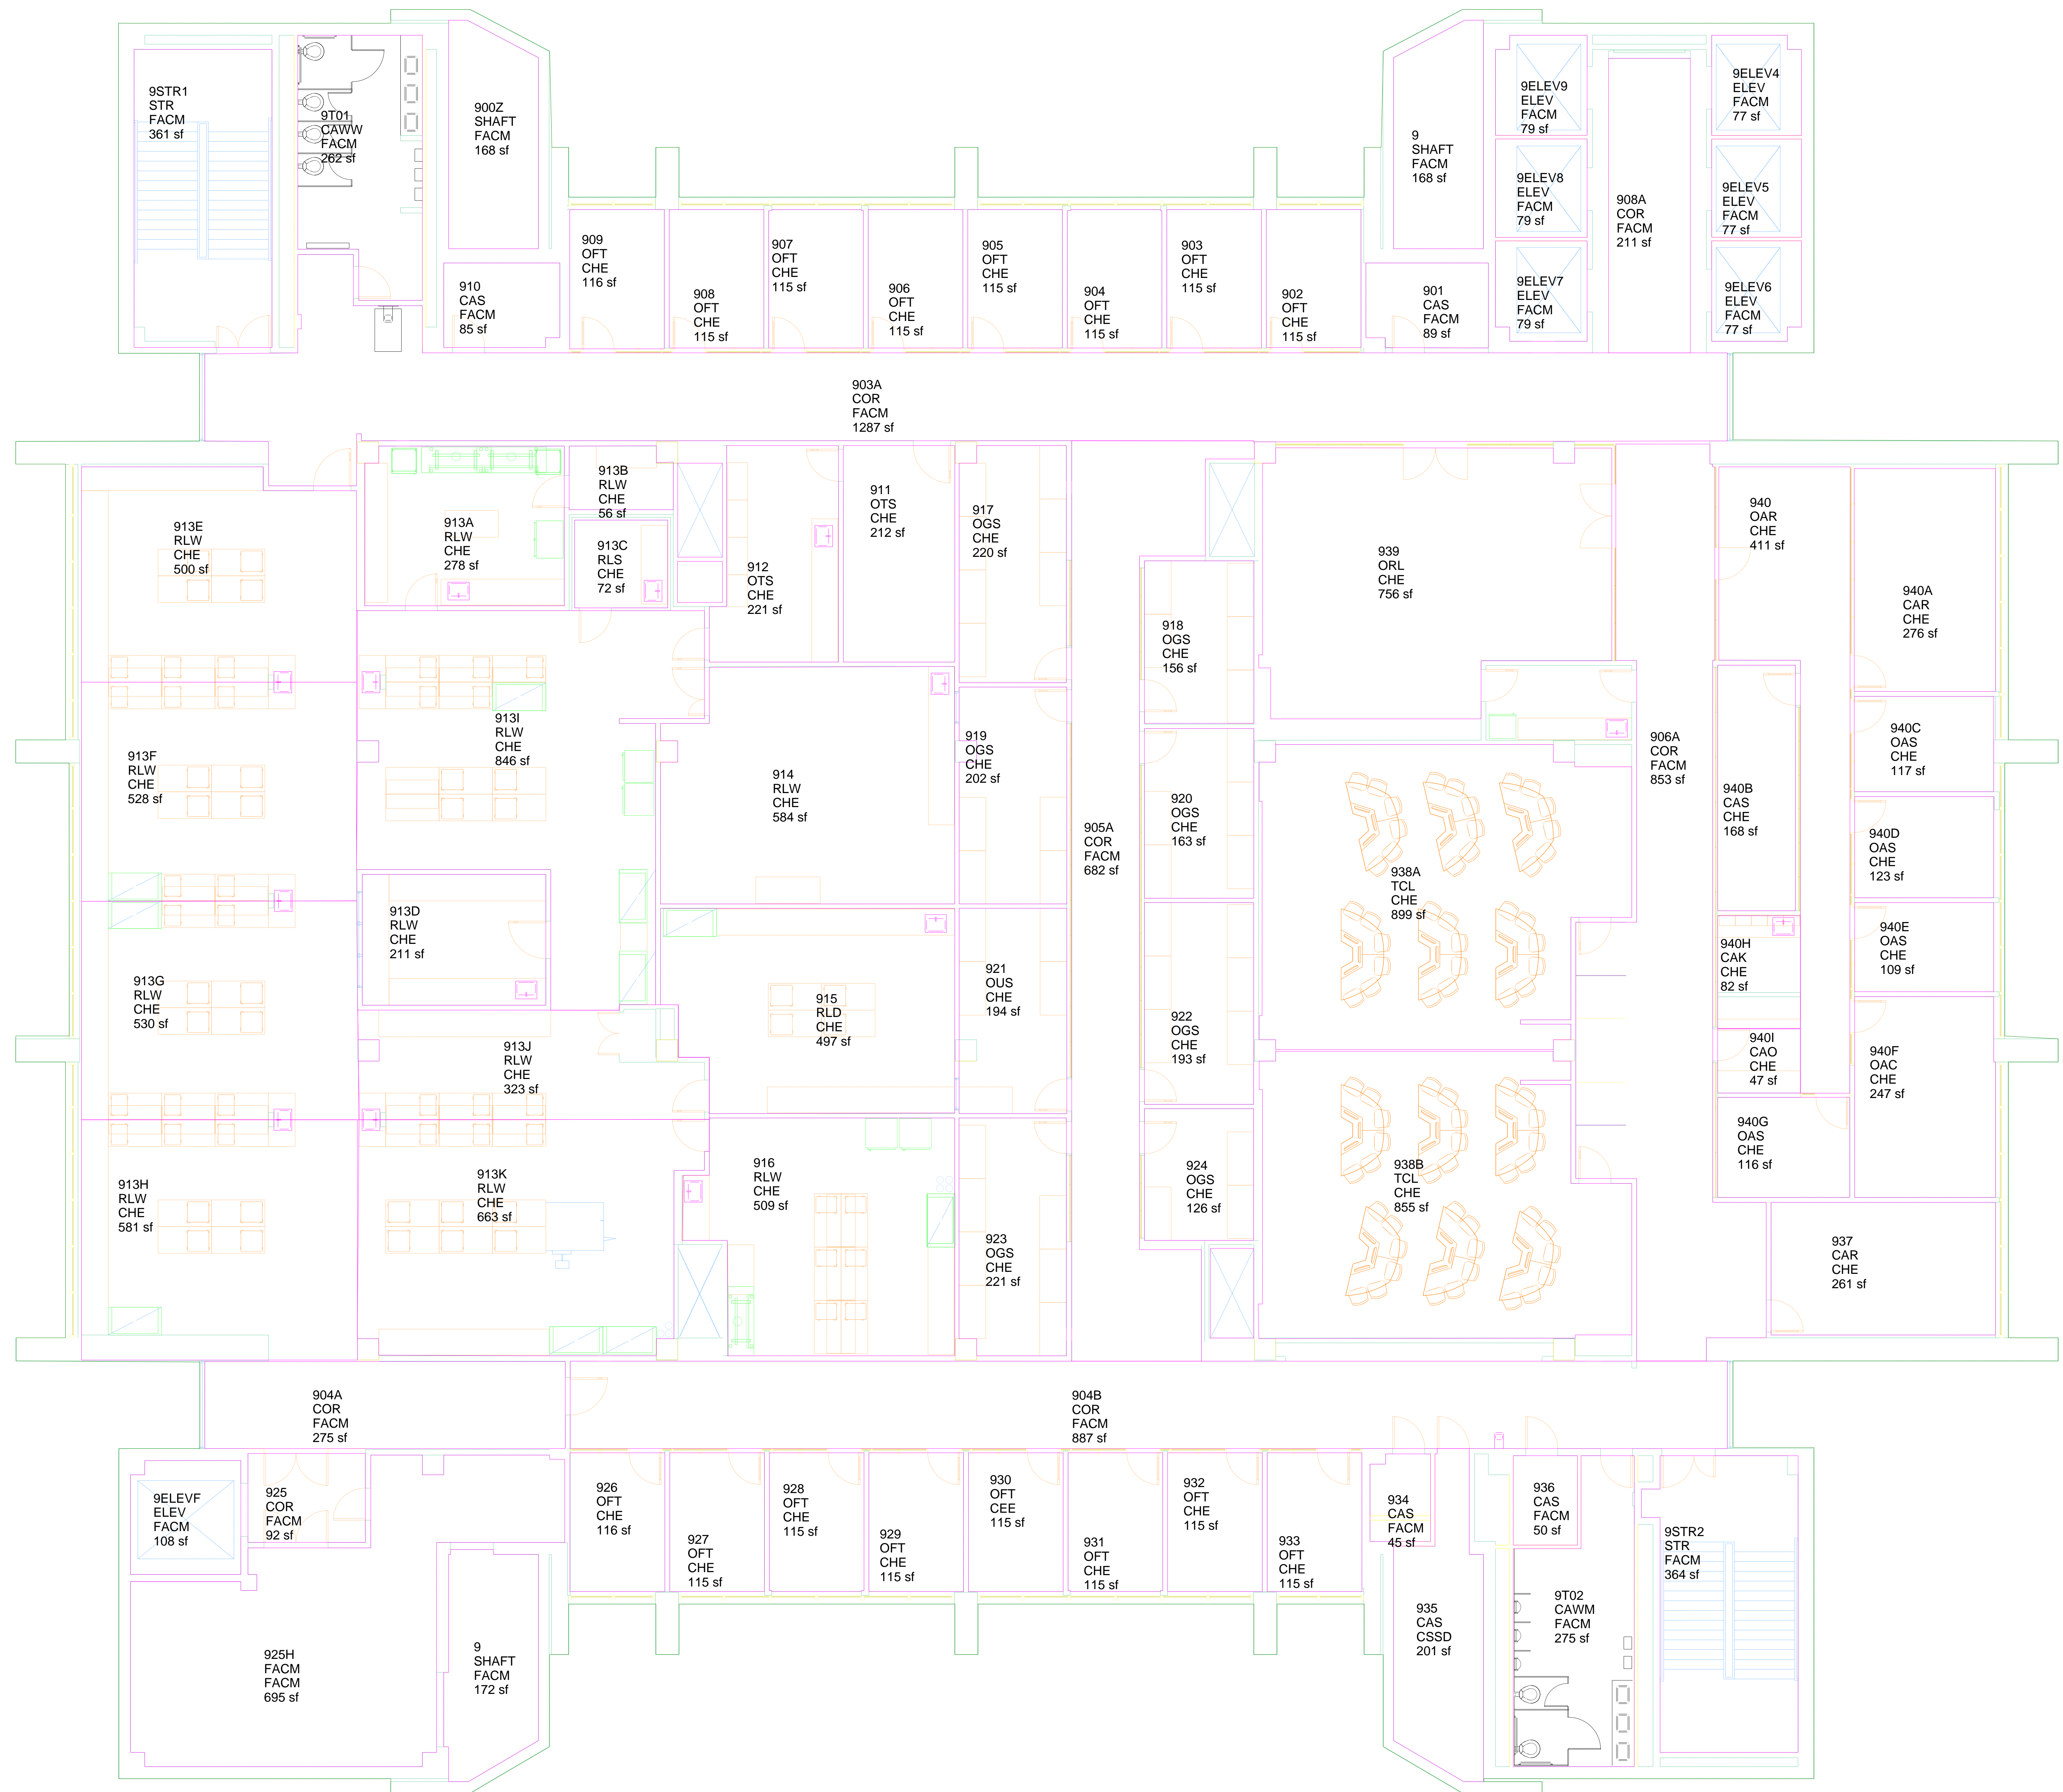 9STR1
STR
FACM
361 sf
9T01
CAWW
FACM
262 sf
900Z
SHAFT
FACM
168 sf
9
SHAFT
FACM
168 sf
9ELEV9
ELEV
FACM
79 sf
9ELEV4
ELEV
FACM
77 sf
9ELEV8
ELEV
FACM
79 sf
908A
COR
FACM
211 sf
9ELEV5
ELEV
FACM
77 sf
9ELEV7
ELEV
FACM
79 sf
9ELEV6
ELEV
FACM
77 sf
910
CAS
FACM
85 sf
909
OFT
CHE
116 sf
908
OFT
CHE
115 sf
907
OFT
CHE
115 sf
906
OFT
CHE
115 sf
905
OFT
CHE
115 sf
904
OFT
CHE
115 sf
903
OFT
CHE
115 sf
902
OFT
CHE
115 sf
901
CAS
FACM
89 sf
903A
COR
FACM
1287 sf
913E
RLW
CHE
500 sf
913A
RLW
CHE
278 sf
913B
RLW
CHE
56 sf
913C
RLS
CHE
72 sf
912
OTS
CHE
221 sf
911
OTS
CHE
212 sf
917
OGS
CHE
220 sf
918
OGS
CHE
156 sf
939
ORL
CHE
756 sf
940
OAR
CHE
411 sf
940A
CAR
CHE
276 sf
913F
RLW
CHE
528 sf
913I
RLW
CHE
846 sf
914
RLW
CHE
584 sf
919
OGS
CHE
202 sf
905A
COR
FACM
682 sf
920
OGS
CHE
163 sf
906A
COR
FACM
853 sf
940B
CAS
CHE
168 sf
940C
OAS
CHE
117 sf
940D
OAS
CHE
123 sf
938A
TCL
CHE
899 sf
913D
RLW
CHE
211 sf
913G
RLW
CHE
530 sf
915
RLD
CHE
497 sf
921
OUS
CHE
194 sf
922
OGS
CHE
193 sf
940H
CAK
CHE
82 sf
940E
OAS
CHE
109 sf
913J
RLW
CHE
323 sf
940I
CAO
CHE
47 sf
940F
OAC
CHE
247 sf
940G
OAS
CHE
116 sf
913H
RLW
CHE
581 sf
913K
RLW
CHE
663 sf
916
RLW
CHE
509 sf
923
OGS
CHE
221 sf
924
OGS
CHE
126 sf
938B
TCL
CHE
855 sf
937
CAR
CHE
261 sf
904A
COR
FACM
275 sf
904B
COR
FACM
887 sf
9ELEVF
ELEV
FACM
108 sf
925
COR
FACM
92 sf
926
OFT
CHE
116 sf
927
OFT
CHE
115 sf
928
OFT
CHE
115 sf
929
OFT
CHE
115 sf
930
OFT
CEE
115 sf
931
OFT
CHE
115 sf
932
OFT
CHE
115 sf
933
OFT
CHE
115 sf
934
CAS
FACM
45 sf
936
CAS
FACM
50 sf
9STR2
STR
FACM
364 sf
935
CAS
CSSD
201 sf
9T02
CAWM
FACM
275 sf
925H
FACM
FACM
695 sf
9
SHAFT
FACM
172 sf